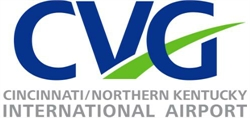 CVG
CINCINNATI/NORTHERN KENTUCKY
INTERNATIONAL AIRPORT